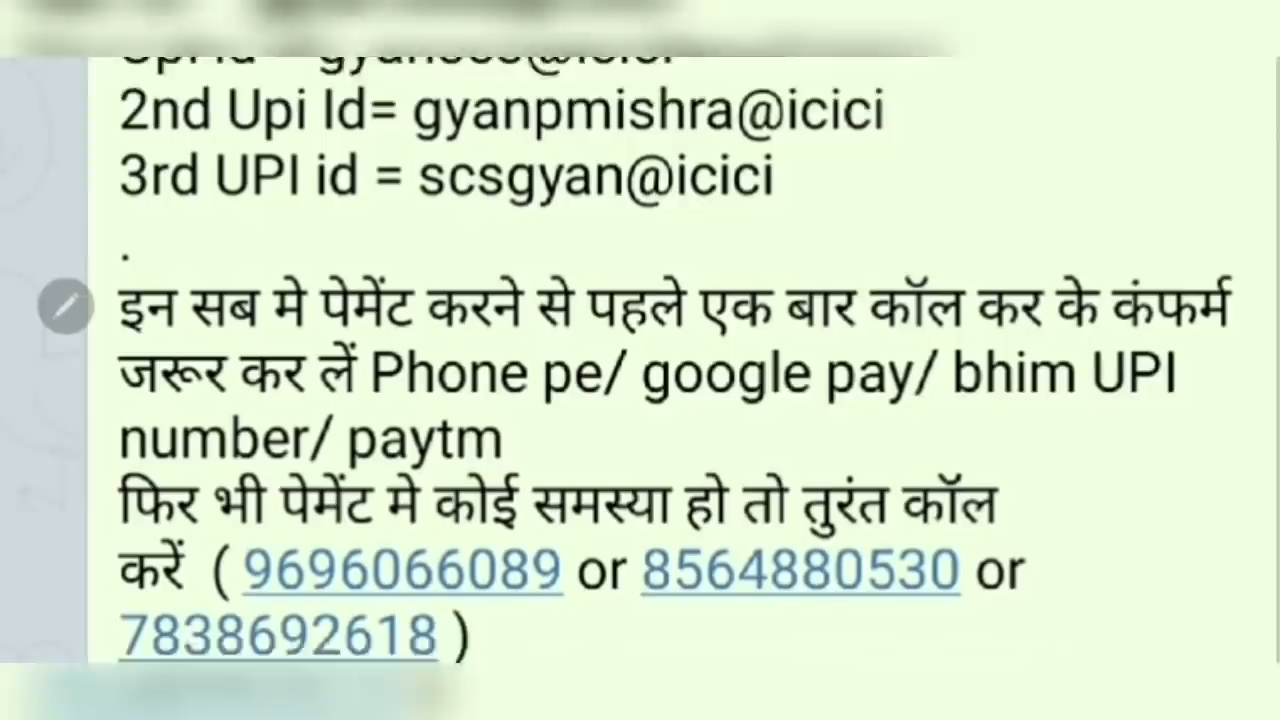 2nd Upi Id= gyanpmishra@icici
3rd UPI id = scsgyan@icici
.
इन सब मे पेमेंट करने से पहले एक बार कॉल कर के कंफर्म
जरूर कर लें Phone pe/ google pay/ bhim UPI
number/ paytm
फिर भी पेमेंट मे कोई समस्या हो तो तुरंत कॉल
करें ( 9696066089 or 8564880530 or
7838692618 )